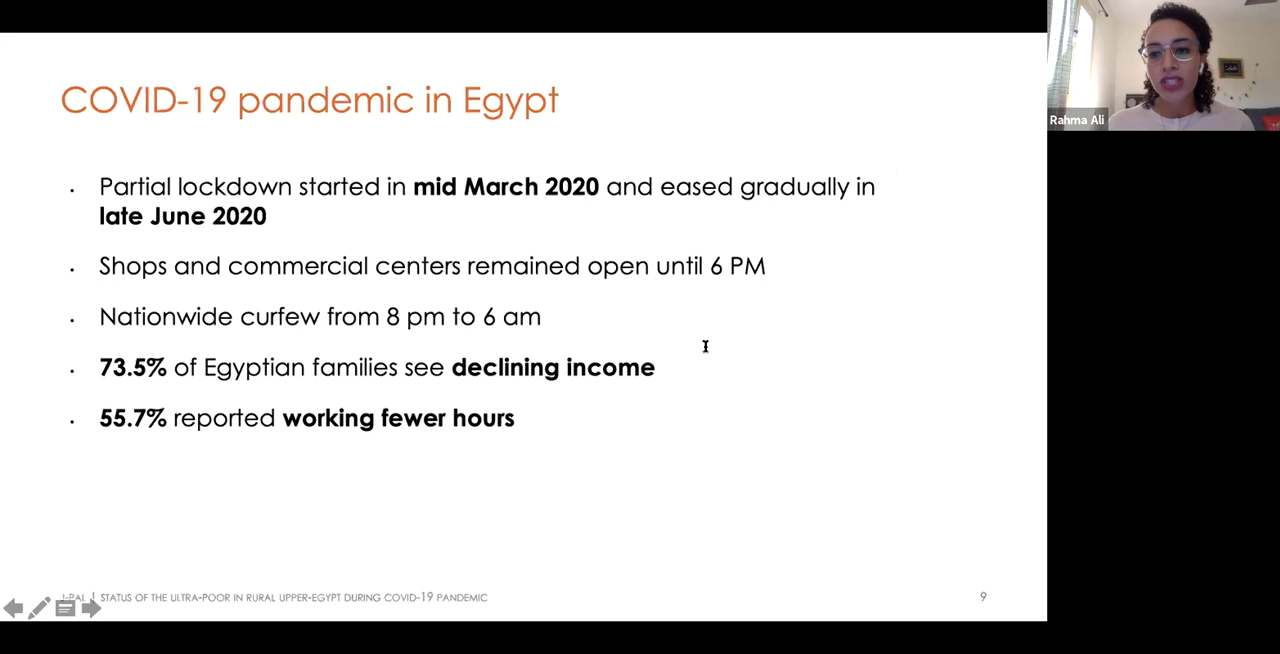 COVID-19 pandemic in Egypt
Rahma Ali
• Partial lockdown started in mid March 2020 and eased gradually in
late June 2020
• Shops and commercial centers remained open until 6 PM
• Nationwide curfew from 8 pm to 6 am
• 73.5% of Egyptian families see declining income
• 55.7% reported working fewer hours
J-PAL | STATUS OF THE ULTRA-POOR IN RURAL UPPER-EGYPT DURING COVID-19 PANDEMIC
9